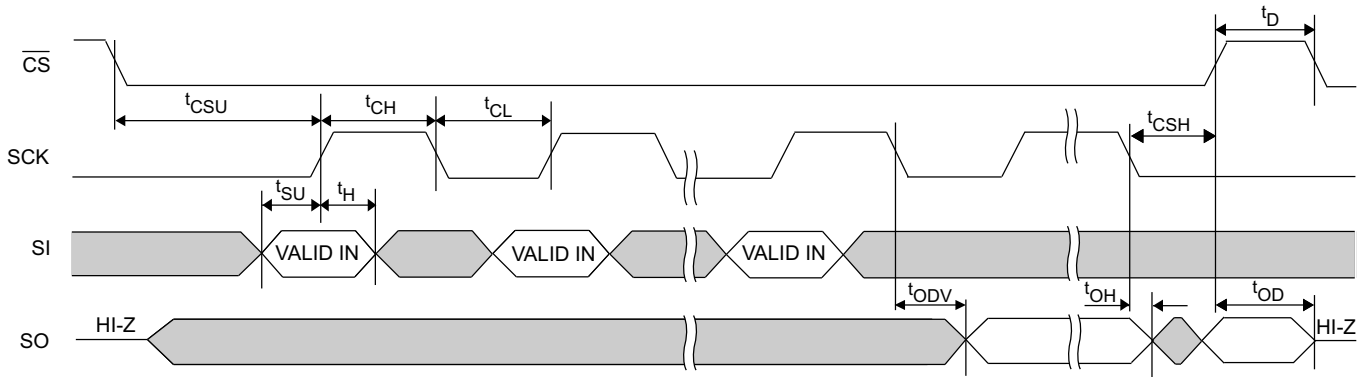 tD
CS
tCSU
tCH
tCL
tCSH
SCK
tSU
tH
SI
VALID IN
VALID IN
VALID IN
tODV
tOH
tOD
HI-Z
HI-Z
SO